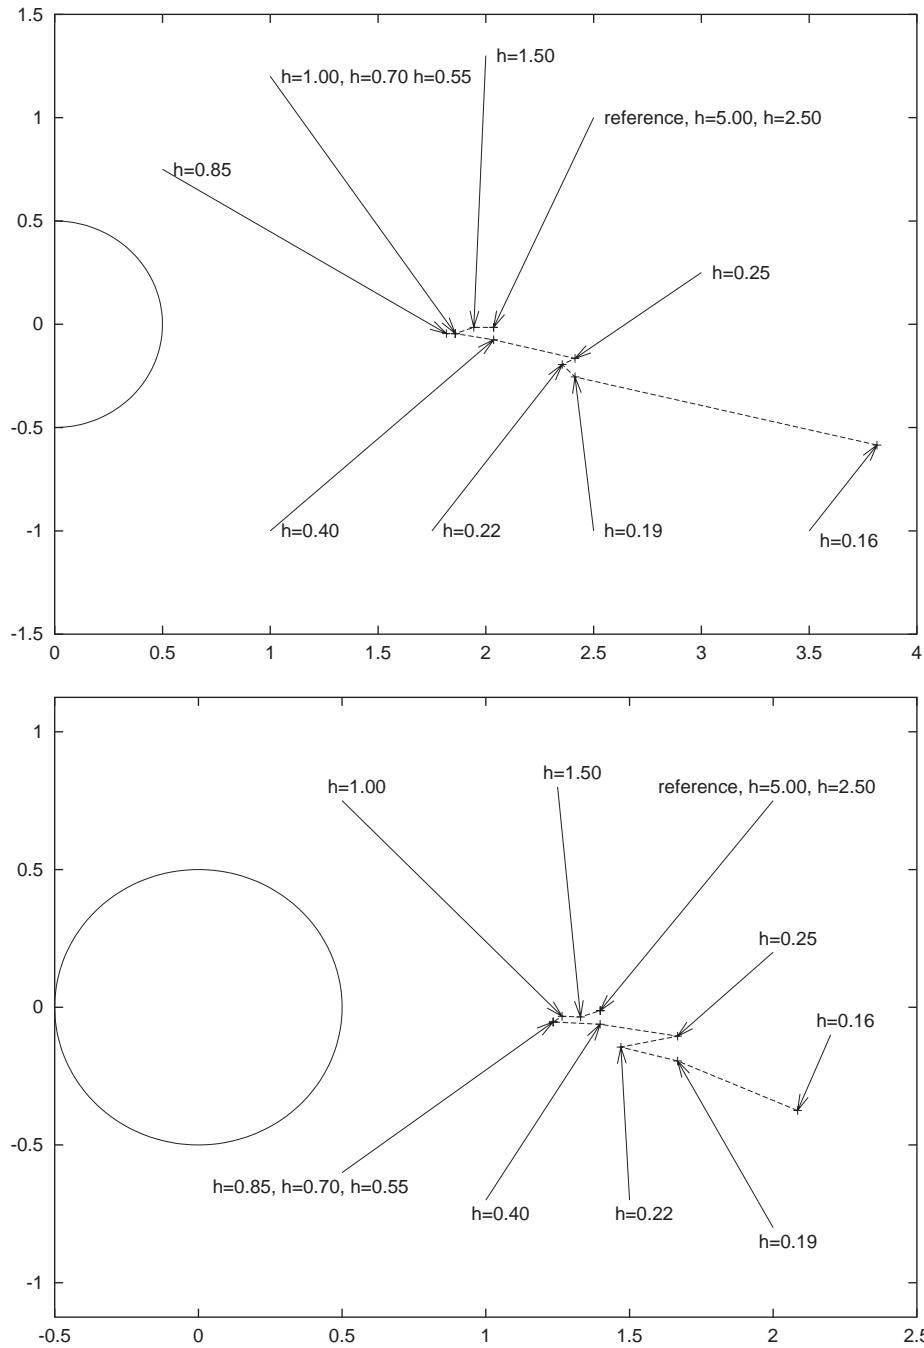 1.5
h=1.50
h=1.00, h=0.70 h=0.55
1
reference, h=5.00, h=2.50
h=0.85
0.5
h=0.25
0
-0.5
-1
h=0.40
h=0.22
h=0.19
h=0.16
-1.5
0 0.5 1 1.5 2 2.5 3 3.5 4
1
h=1.50
h=1.00
reference, h=5.00, h=2.50
0.5
h=0.25
0
h=0.16
-0.5
h=0.85, h=0.70, h=0.55
h=0.40
h=0.22
h=0.19
-1
-0.5 0 0.5 1 1.5 2 2.5